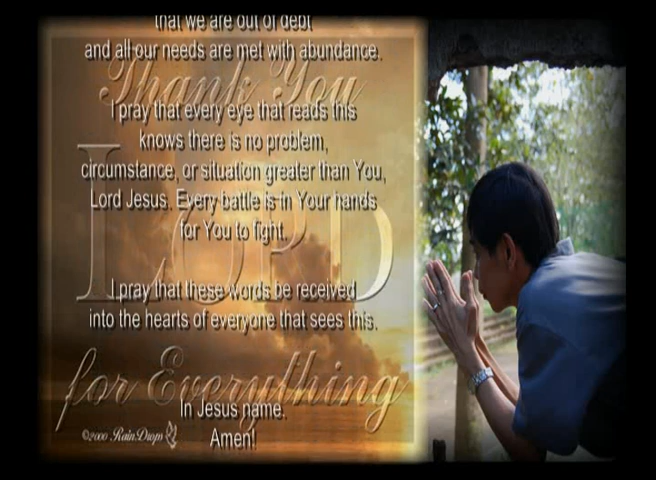 that we are out of debt
and all our needs are met with abundance.
Thank You
I pray that every eye that reads this
knows there is no problem,
circumstance, or situation greater than You,
Lord Jesus. Every battle is in Your hands
for You to fight.
LORD
I pray that these words be received
into the hearts of everyone that sees this.
for Everything
In Jesus name.
©2000 RainDrops
Amen!